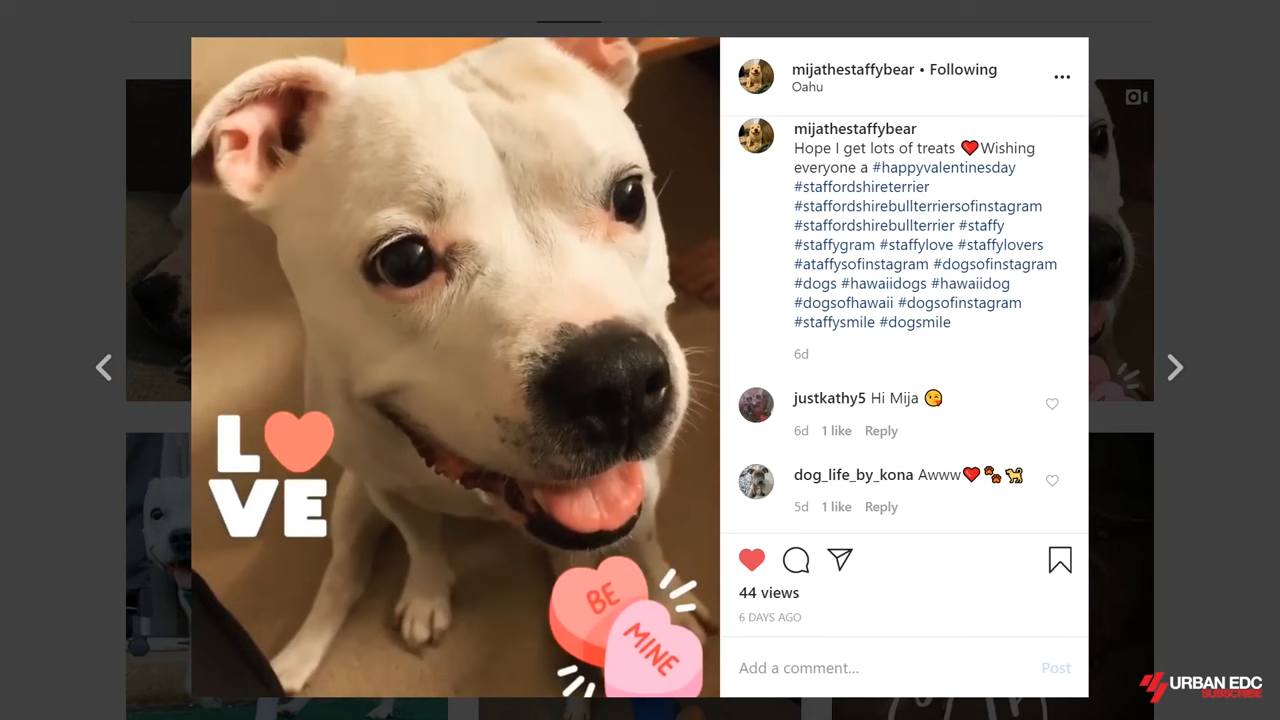 mijathestaffybear • Following
Oahu
mijathestaffybear
Hope I get lots of treats ❤️Wishing
everyone a #happyvalentinesday
#staffordshireterrier
#staffordshirebullterriersofinstagram
#staffordshirebullterrier #staffy
#staffygram #staffylove #staffylovers
#ataffysofinstagram #dogsofinstagram
#dogs #hawaiidogs #hawaiidog
#dogsofhawaii #dogsofinstagram
#staffysmile #dogsmile
6d
justkathy5 Hi Mija 😘
6d 1 like Reply
dog_life_by_kona Awww❤️🐾🐕
5d 1 like Reply
44 views
6 DAYS AGO
Add a comment... Post
L
VE
BE
MINE
URBAN EDC
SUBSCRIBE